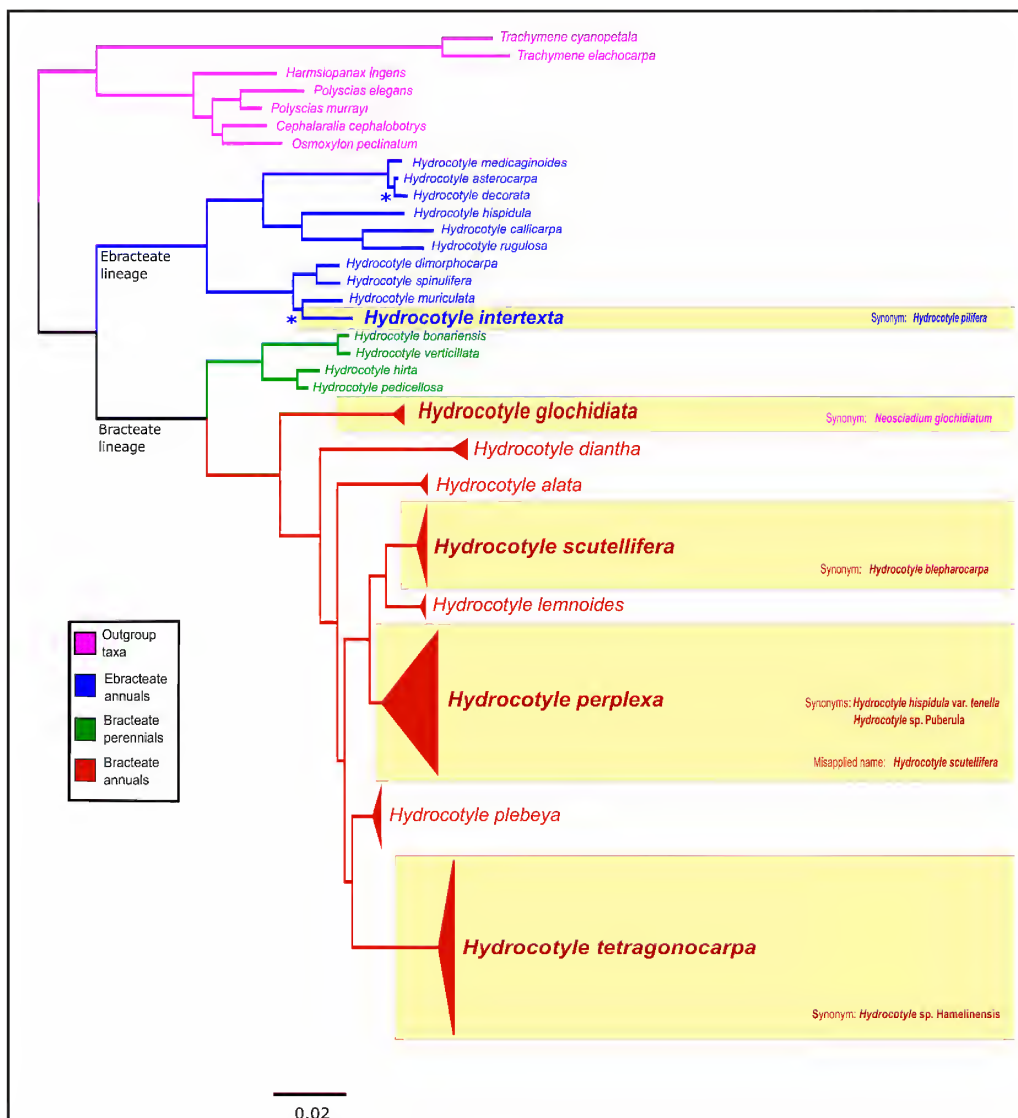 Trachymene cyanopetala
Trachymene elachocarpa
Harmsiopanax ingens
Polyscias elegans
Polyscias murrayi
Cephalaralia cephalobotrys
Osmoxylon pectinatum
Hydrocotyle medicaginoides
Hydrocotyle asterocarpa
* Hydrocotyle decorata
Hydrocotyle hispidula
Hydrocotyle callicarpa
Hydrocotyle rugulosa
Ebracteate
lineage
Hydrocotyle dimorphocarpa
Hydrocotyle spinulifera
Hydrocotyle muriculata
* Hydrocotyle intertexta Synonym: Hydrocotyle pilifera
Hydrocotyle bonariensis
Hydrocotyle verticillata
Hydrocotyle hirta
Hydrocotyle pedicellosa
Bracteate
lineage
Hydrocotyle glochidiata Synonym: Neosciadium glochidiatum
Hydrocotyle diantha
Hydrocotyle alata
Hydrocotyle scutellifera
Synonym: Hydrocotyle blepharocarpa
Hydrocotyle lemnoides
Hydrocotyle perplexa
Synonyms: Hydrocotyle hispidula var. tenella
Hydrocotyle sp. Puberula
Misapplied name: Hydrocotyle scutellifera
Hydrocotyle plebeya
Hydrocotyle tetragonocarpa
Synonym: Hydrocotyle sp. Hamelinensis
Outgroup
taxa
Ebracteate
annuals
Bracteate
perennials
Bracteate
annuals
0.02